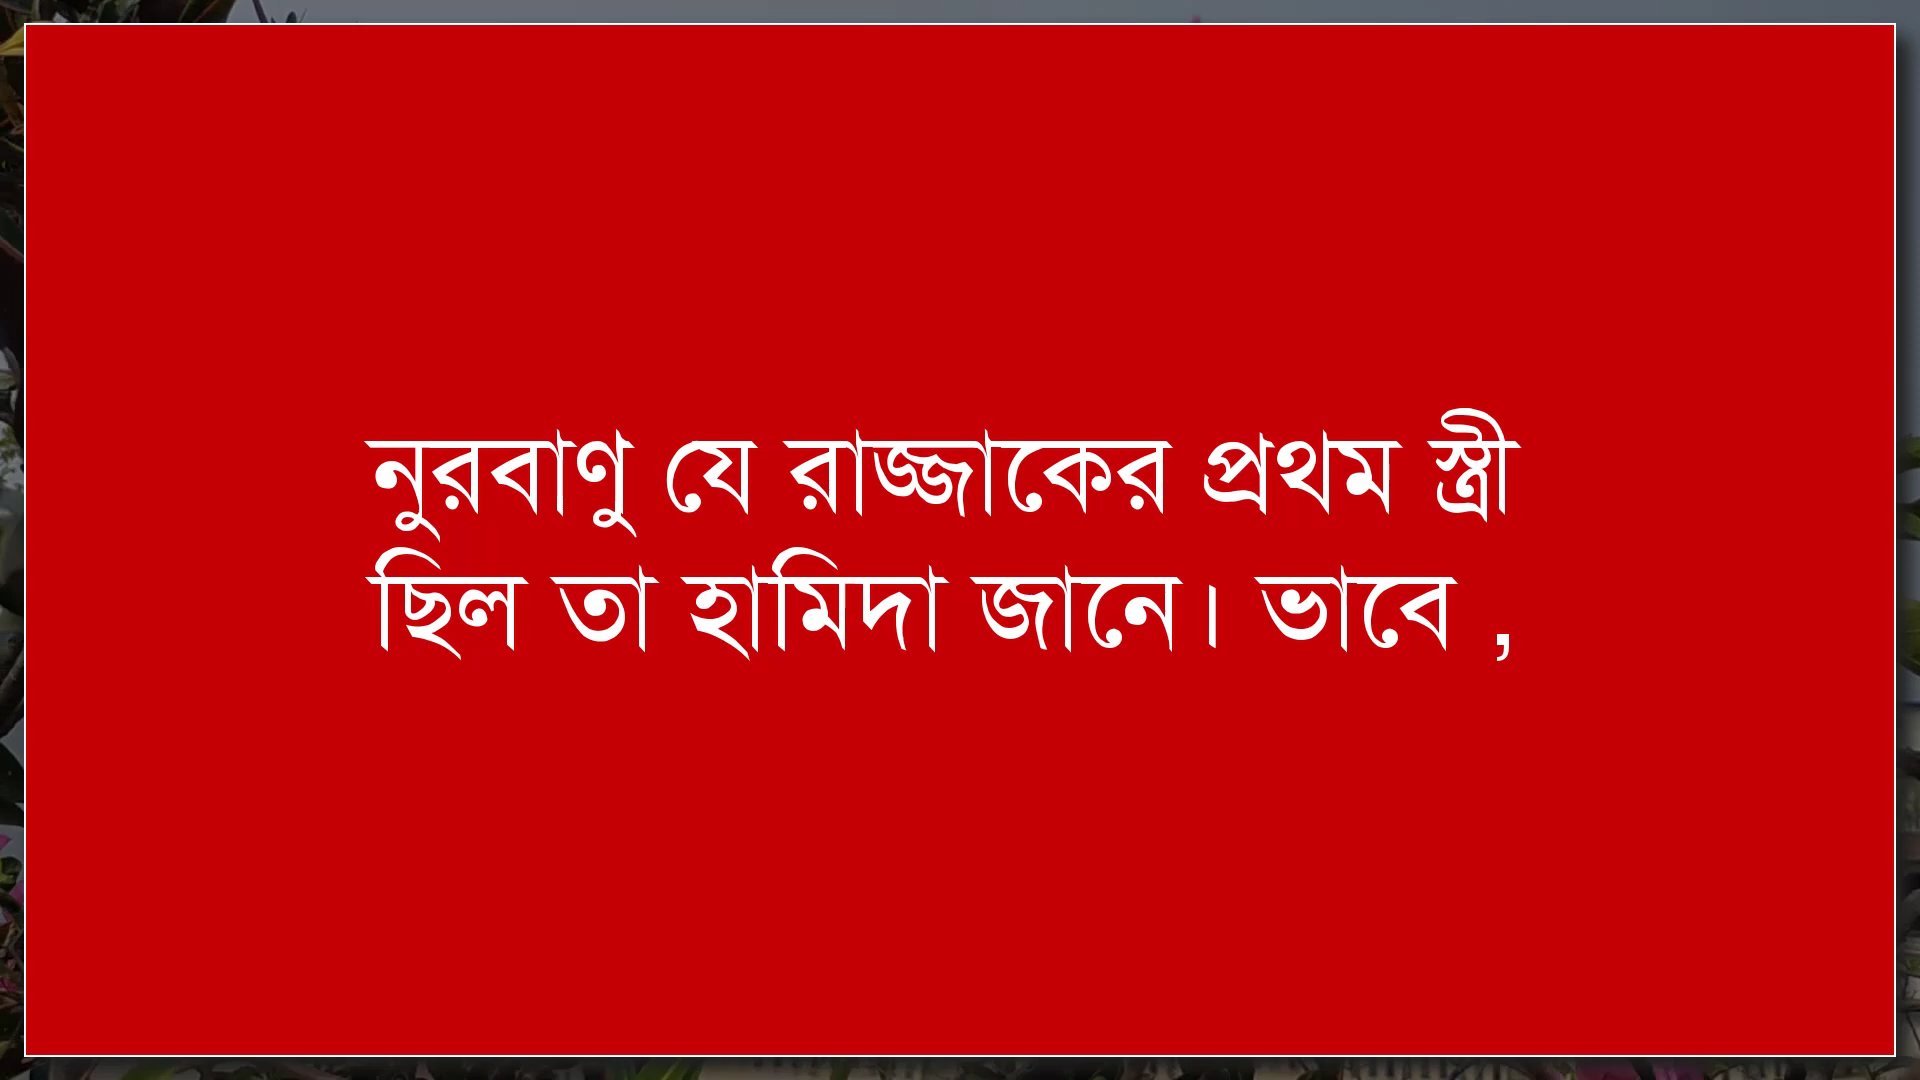 নুরবাণু যে রাজ্জাকের প্রথম স্ত্রী
ছিল তা হামিদা জানে। ভাবে ,